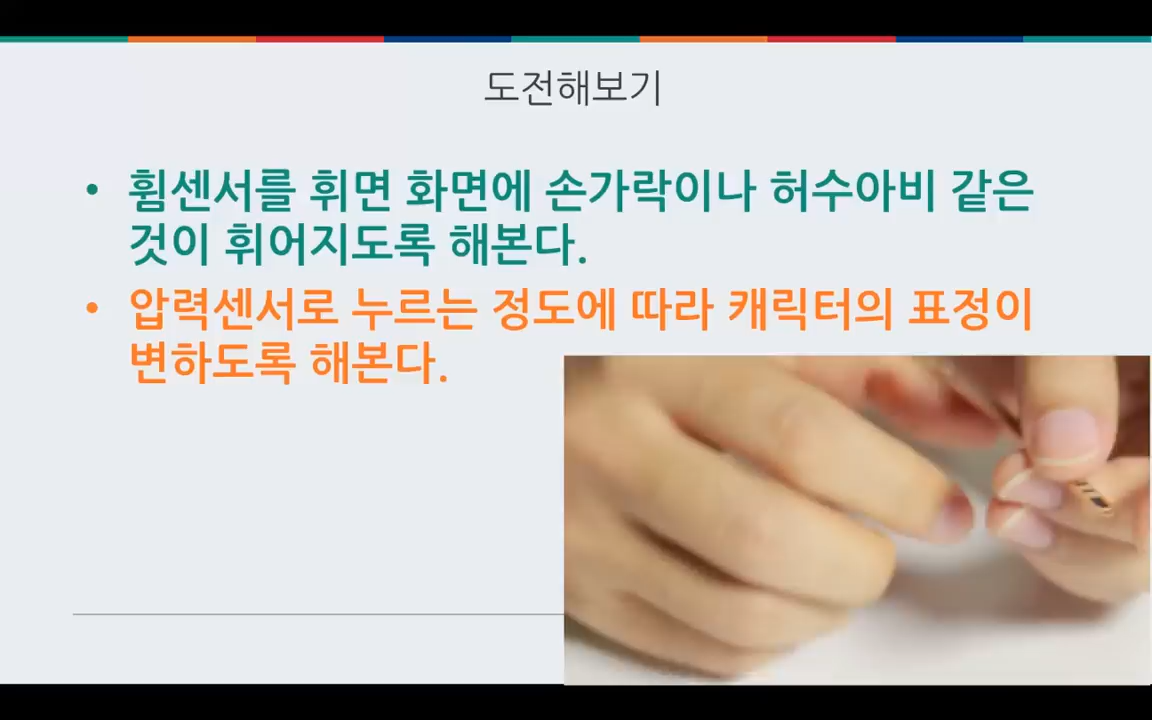 도전해보기
• 휨센서를 휘면 화면에 손가락이나 허수아비 같은
것이 휘어지도록 해본다.
• 압력센서로 누르는 정도에 따라 캐릭터의 표정이
변하도록 해본다.